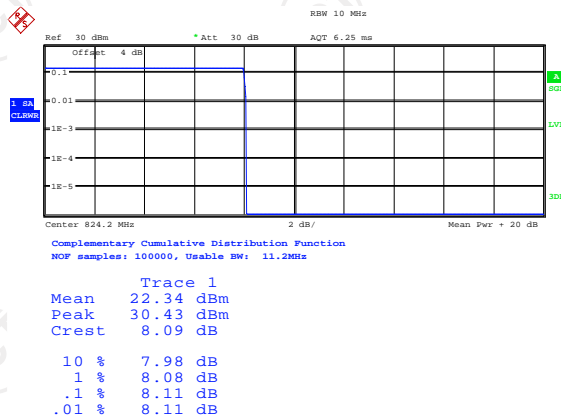 R S
RBW 10 MHz
Ref 30 dBm * Att 30 dB AQT 6.25 ms
Offset 4 dB
0.1
0.01
1E-3
1E-4
1E-5
1 SA
CLRWR
A
SGL
LVL
3DB
Center 824.2 MHz 2 dB/ Mean Pwr + 20 dB
Complementary Cumulative Distribution Function
NOF samples: 100000, Usable BW: 11.2MHz
Trace 1
Mean 22.34 dBm
Peak 30.43 dBm
Crest 8.09 dB
10 % 7.98 dB
1 % 8.08 dB
.1 % 8.11 dB
.01 % 8.11 dB